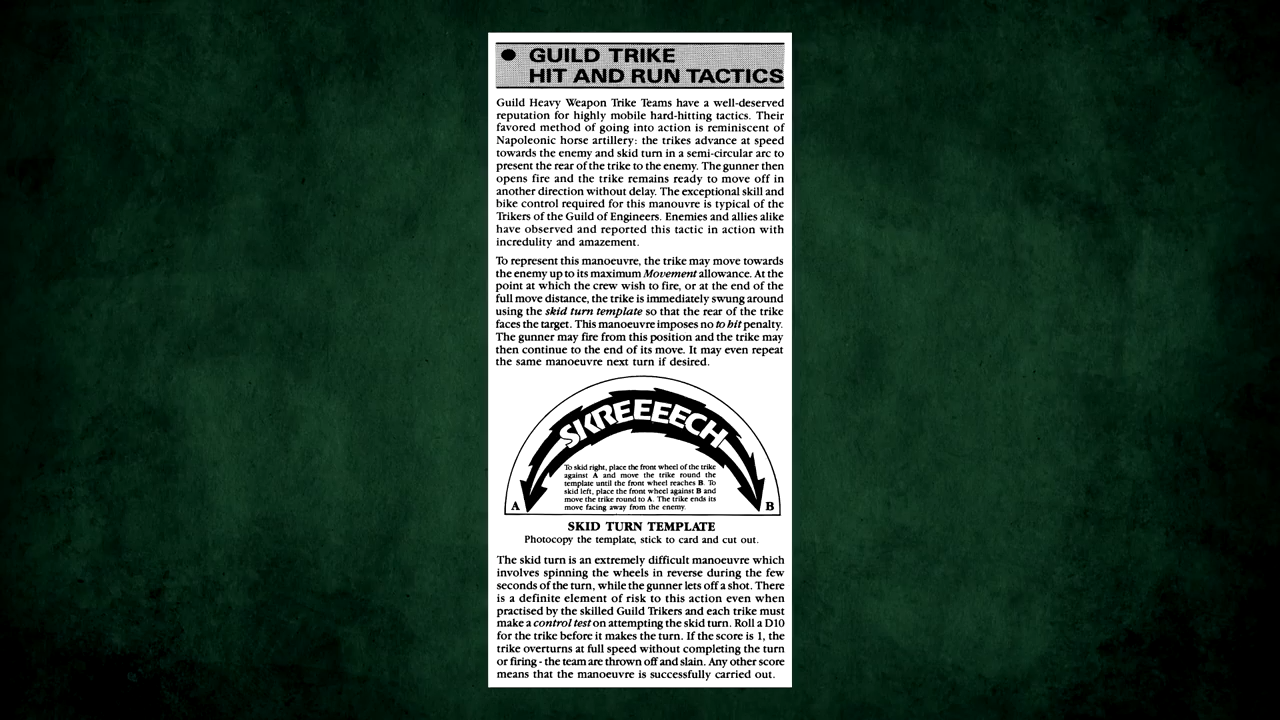 GUILD TRIKE
HIT AND RUN TACTICS
Guild Heavy Weapon Trike Teams have a well-deserved
reputation for highly mobile hard-hitting tactics. Their
favored method of going into action is reminiscent of
Napoleonic horse artillery: the trikes advance at speed
towards the enemy and skid turn in a semi-circular arc to
present the rear of the trike to the enemy. The gunner then
opens fire and the trike remains ready to move off in
another direction without delay. The exceptional skill and
bike control required for this manouvre is typical of the
Trikers of the Guild of Engineers. Enemies and allies alike
have observed and reported this tactic in action with
incredulity and amazement.
To represent this manoeuvre, the trike may move towards
the enemy up to its maximum Movement allowance. At the
point at which the crew wish to fire, or at the end of the
full move distance, the trike is immediately swung around
using the skid turn template so that the rear of the trike
faces the target. This manoeuvre imposes no to hit penalty.
The gunner may fire from this position and the trike may
then continue to the end of its move. It may even repeat
the same manoeuvre next turn if desired.
SKREEEECH
To skid right, place the front wheel of the trike
against A and move the trike round the
template until the front wheel reaches B. To
skid left, place the front wheel against B and
move the trike round to A. The trike ends its
move facing away from the enemy.
A
B
SKID TURN TEMPLATE
Photocopy the template, stick to card and cut out.
The skid turn is an extremely difficult manoeuvre which
involves spinning the wheels in reverse during the few
seconds of the turn, while the gunner lets off a shot. There
is a definite element of risk to this action even when
practised by the skilled Guild Trikers and each trike must
make a control test on attempting the skid turn. Roll a D10
for the trike before it makes the turn. If the score is 1, the
trike overturns at full speed without completing the turn
or firing - the team are thrown off and slain. Any other score
means that the manoeuvre is successfully carried out.